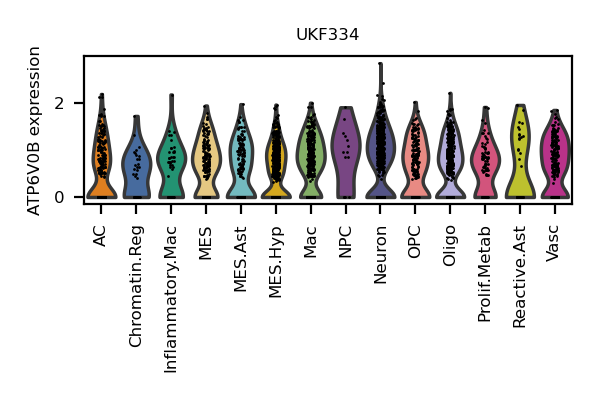 UKF334
ATP6V0B expression
2
0
AC
Chromatin.Reg
Inflammatory.Mac
MES
MES.Ast
MES.Hyp
Mac
NPC
Neuron
OPC
Oligo
Prolif.Metab
Reactive.Ast
Vasc